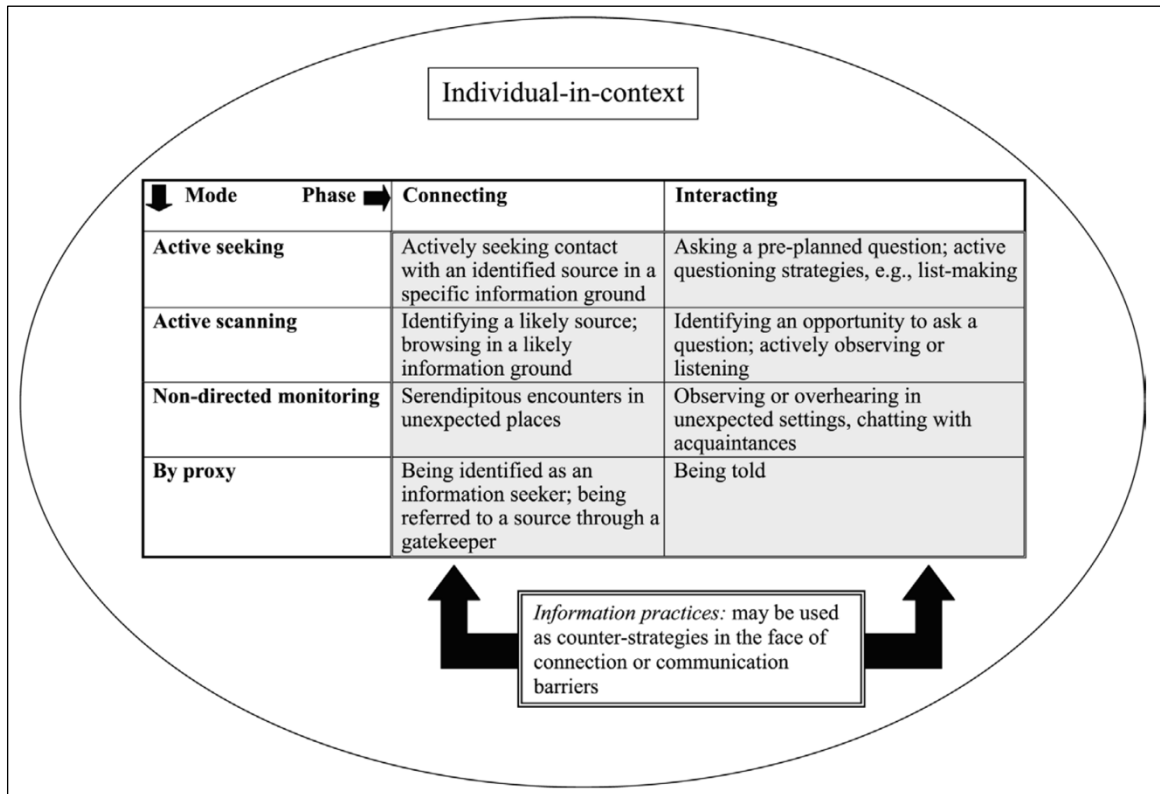 Individual-in-context
Mode Phase Connecting Interacting
Active seeking
Actively seeking contact
with an identified source in a
specific information ground
Asking a pre-planned question; active
questioning strategies, e.g., list-making
Active scanning
Identifying a likely source;
browsing in a likely
information ground
Identifying an opportunity to ask a
question; actively observing or
listening
Non-directed monitoring
Serendipitous encounters in
unexpected places
Observing or overhearing in
unexpected settings, chatting with
acquaintances
By proxy
Being identified as an
information seeker; being
referred to a source through a
gatekeeper
Being told
Information practices: may be used
as counter-strategies in the face of
connection or communication
barriers